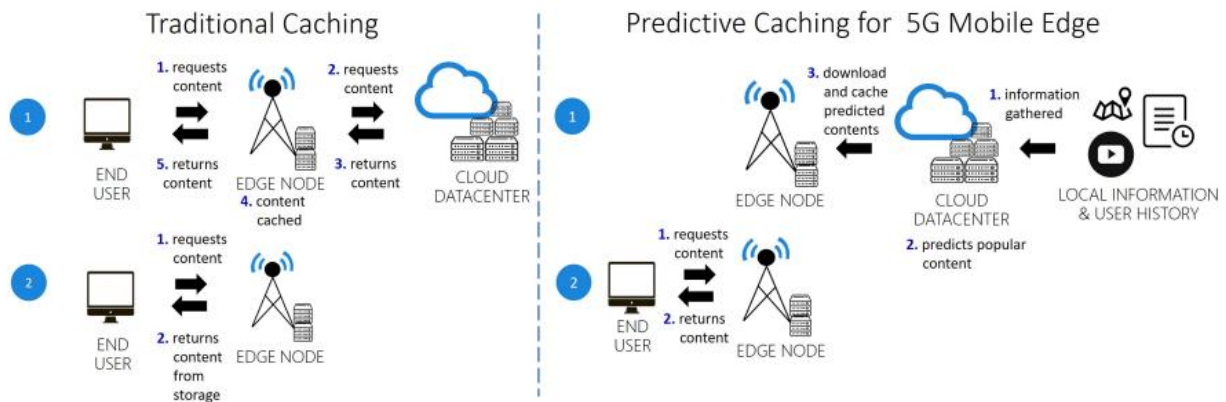 Traditional Caching
1
1. requests
content
2. requests
content
5. returns
content
3. returns
content
END
USER
EDGE NODE
4. content
cached
CLOUD
DATACENTER
2
1. requests
content
2. returns
content
from
storage
END
USER
EDGE NODE
Predictive Caching for 5G Mobile Edge
1
3. download
and cache
predicted
contents
1. information
gathered
EDGE NODE
CLOUD
DATACENTER
LOCAL INFORMATION
& USER HISTORY
2. predicts popular
content
2
1. requests
content
2. returns
content
END
USER
EDGE NODE